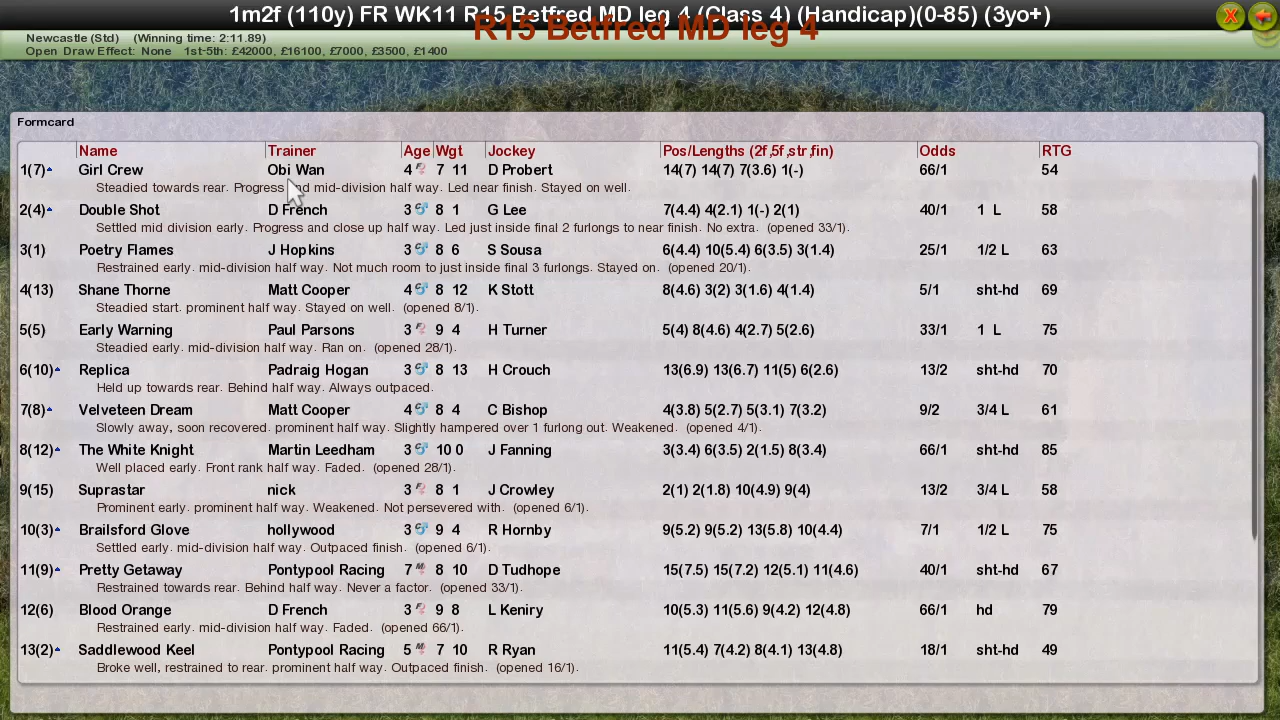 1m2f (110y) FR WK11 R15 Betfred MD leg 4 (Class 4) (Handicap)(0-85) (3yo+)
R15 Betfred MD leg 4
Newcastle (Std) (Winning time: 2:11.89)
Open Draw Effect: None 1st-5th: £42000, £16100, £7000, £3500, £1400
Formcard
Name Trainer Age Wgt Jockey Pos/Lengths (2f,5f,str,fin) Odds RTG
1(7) Girl Crew Obi Wan 4 7 11 D Probert 14(7) 14(7) 7(3.6) 1(-) 66/1 54
Steadied towards rear. Progress and mid-division half way. Led near finish. Stayed on well.
2(4) Double Shot D French 3 8 1 G Lee 7(4.4) 4(2.1) 1(-) 2(1) 40/1 1 L 58
Settled mid division early. Progress and close up half way. Led just inside final 2 furlongs to near finish. No extra. (opened 33/1).
3(1) Poetry Flames J Hopkins 3 8 6 S Sousa 6(4.4) 10(5.4) 6(3.5) 3(1.4) 25/1 1/2 L 63
Restrained early. mid-division half way. Not much room to just inside final 3 furlongs. Stayed on. (opened 20/1).
4(13) Shane Thorne Matt Cooper 4 8 12 K Stott 8(4.6) 3(2) 3(1.6) 4(1.4) 5/1 sht-hd 69
Steadied start. prominent half way. Stayed on well. (opened 8/1).
5(5) Early Warning Paul Parsons 3 9 4 H Turner 5(4) 8(4.6) 4(2.7) 5(2.6) 33/1 1 L 75
Steadied early. mid-division half way. Ran on. (opened 28/1).
6(10) Replica Padraig Hogan 3 8 13 H Crouch 13(6.9) 13(6.7) 11(5) 6(2.6) 13/2 sht-hd 70
Held up towards rear. Behind half way. Always outpaced.
7(8) Velveteen Dream Matt Cooper 4 8 4 C Bishop 4(3.8) 5(2.7) 5(3.1) 7(3.2) 9/2 3/4 L 61
Slowly away, soon recovered. prominent half way. Slightly hampered over 1 furlong out. Weakened. (opened 4/1).
8(12) The White Knight Martin Leedham 3 10 0 J Fanning 3(3.4) 6(3.5) 2(1.5) 8(3.4) 66/1 sht-hd 85
Well placed early. Front rank half way. Faded. (opened 28/1).
9(15) Suprastar nick 3 8 1 J Crowley 2(1) 2(1.8) 10(4.9) 9(4) 13/2 3/4 L 58
Prominent early. prominent half way. Weakened. Not persevered with. (opened 6/1).
10(3) Brailsford Glove hollywood 3 9 4 R Hornby 9(5.2) 9(5.2) 13(5.8) 10(4.4) 7/1 1/2 L 75
Settled early. mid-division half way. Outpaced finish. (opened 6/1).
11(9) Pretty Getaway Pontypool Racing 7 8 10 D Tudhope 15(7.5) 15(7.2) 12(5.1) 11(4.6) 40/1 sht-hd 67
Restrained towards rear. Behind half way. Never a factor. (opened 33/1).
12(6) Blood Orange D French 3 9 8 L Keniry 10(5.3) 11(5.6) 9(4.2) 12(4.8) 66/1 hd 79
Restrained early. mid-division half way. Faded. (opened 66/1).
13(2) Saddlewood Keel Pontypool Racing 5 7 10 R Ryan 11(5.4) 7(4.2) 8(4.1) 13(4.8) 18/1 sht-hd 49
Broke well, restrained to rear. prominent half way. Outpaced finish. (opened 16/1).